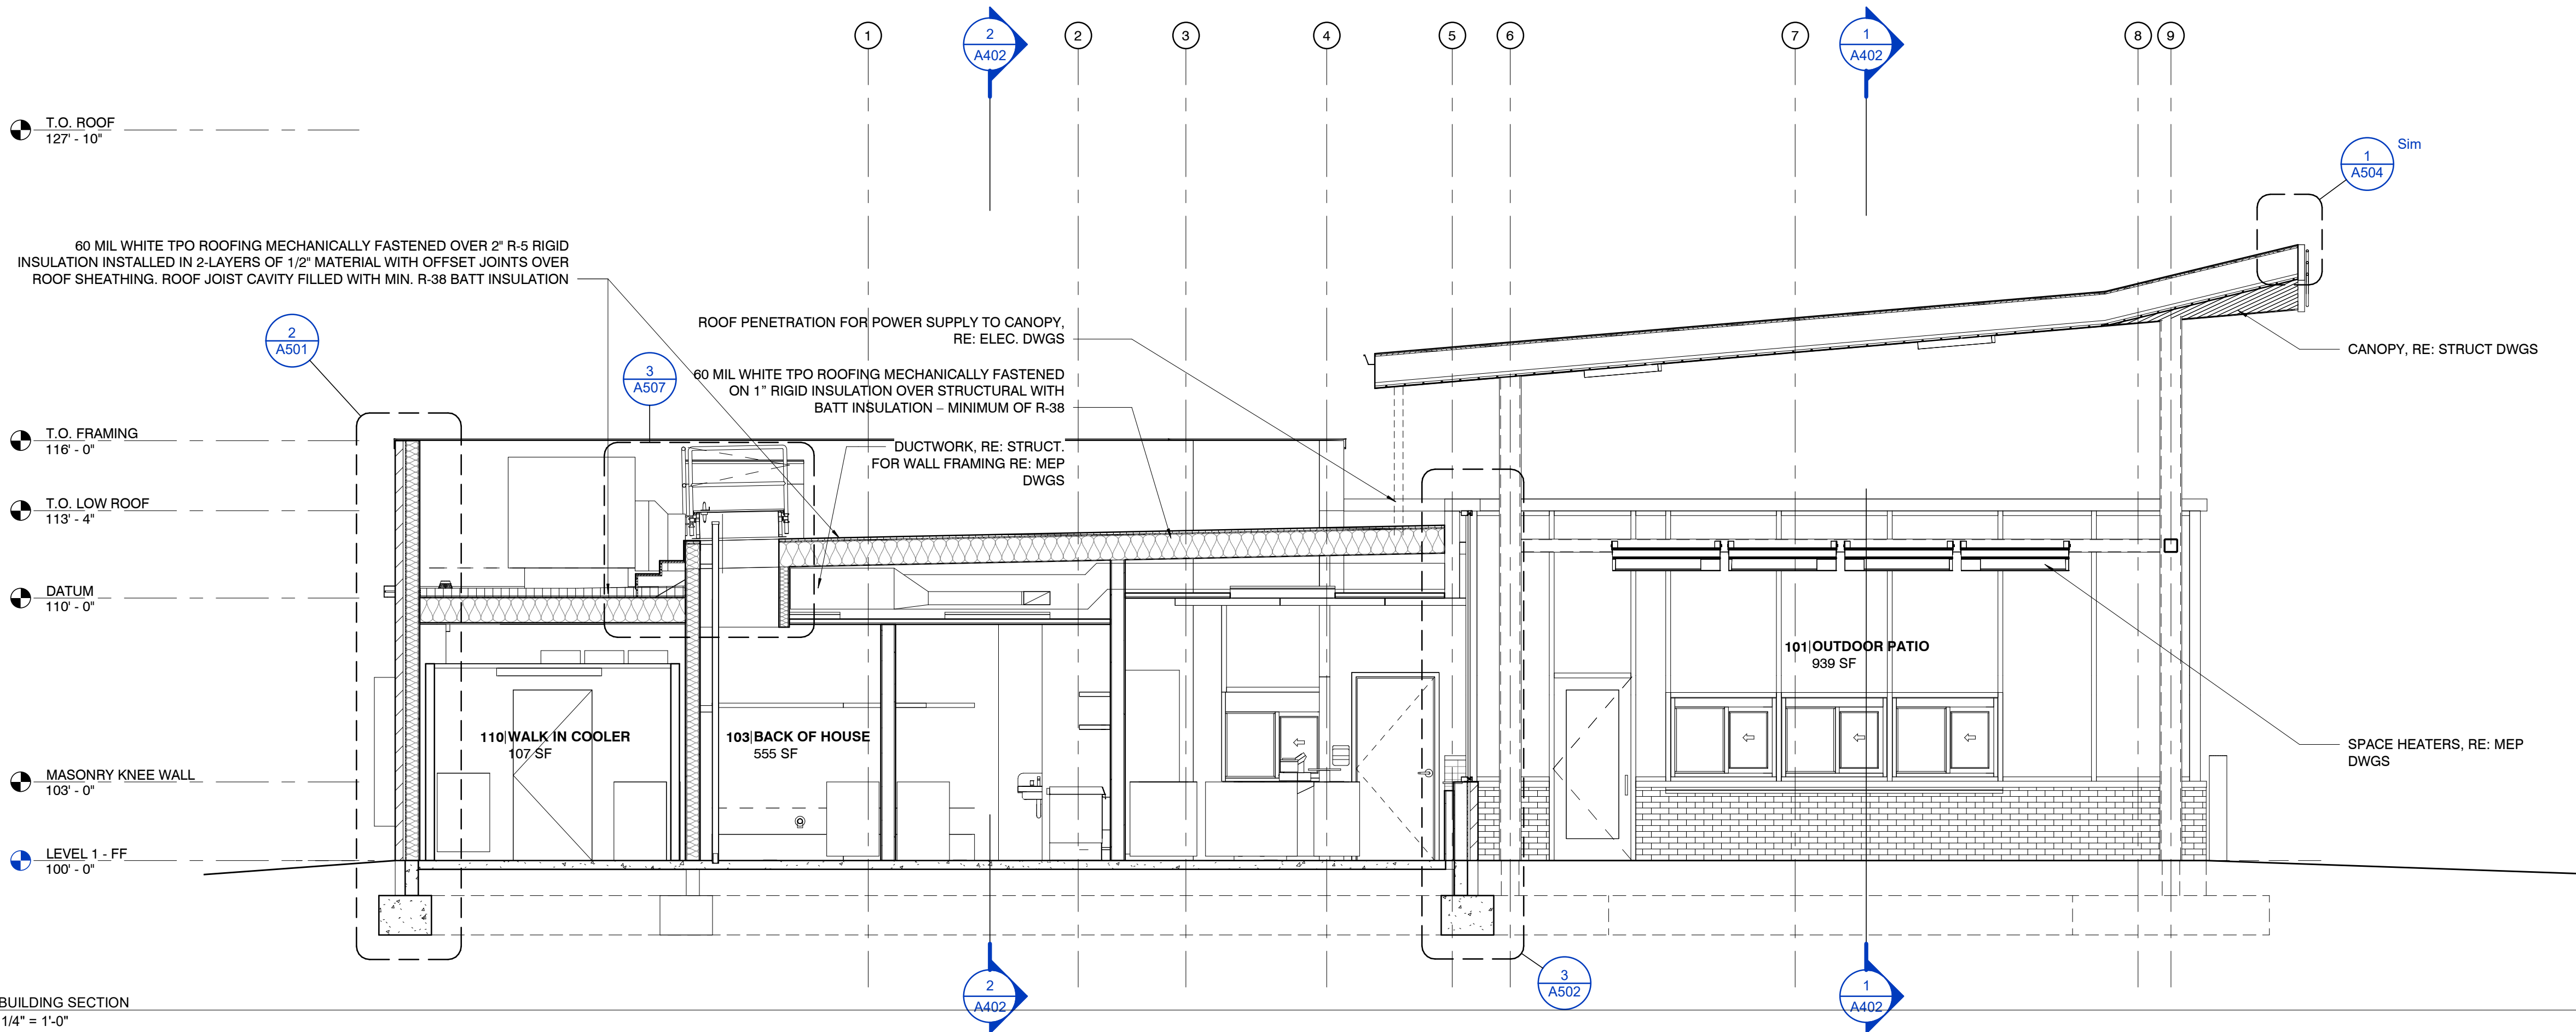 1
2
A402
2
3
4
5
6
7
1
A402
8
9
T.O. ROOF
127' - 10"
1
A504
Sim
60 MIL WHITE TPO ROOFING MECHANICALLY FASTENED OVER 2" R-5 RIGID
INSULATION INSTALLED IN 2-LAYERS OF 1/2" MATERIAL WITH OFFSET JOINTS OVER
ROOF SHEATHING. ROOF JOIST CAVITY FILLED WITH MIN. R-38 BATT INSULATION
2
A501
ROOF PENETRATION FOR POWER SUPPLY TO CANOPY,
RE: ELEC. DWGS
3
A507
60 MIL WHITE TPO ROOFING MECHANICALLY FASTENED
ON 1” RIGID INSULATION OVER STRUCTURAL WITH
BATT INSULATION – MINIMUM OF R-38
CANOPY, RE: STRUCT DWGS
T.O. FRAMING
116' - 0"
DUCTWORK, RE: STRUCT.
FOR WALL FRAMING RE: MEP
DWGS
T.O. LOW ROOF
113' - 4"
DATUM
110' - 0"
101|OUTDOOR PATIO
939 SF
110|WALK IN COOLER
107 SF
103|BACK OF HOUSE
555 SF
SPACE HEATERS, RE: MEP
DWGS
MASONRY KNEE WALL
103' - 0"
LEVEL 1 - FF
100' - 0"
2
A402
3
A502
1
A402
BUILDING SECTION
1/4" = 1'-0"